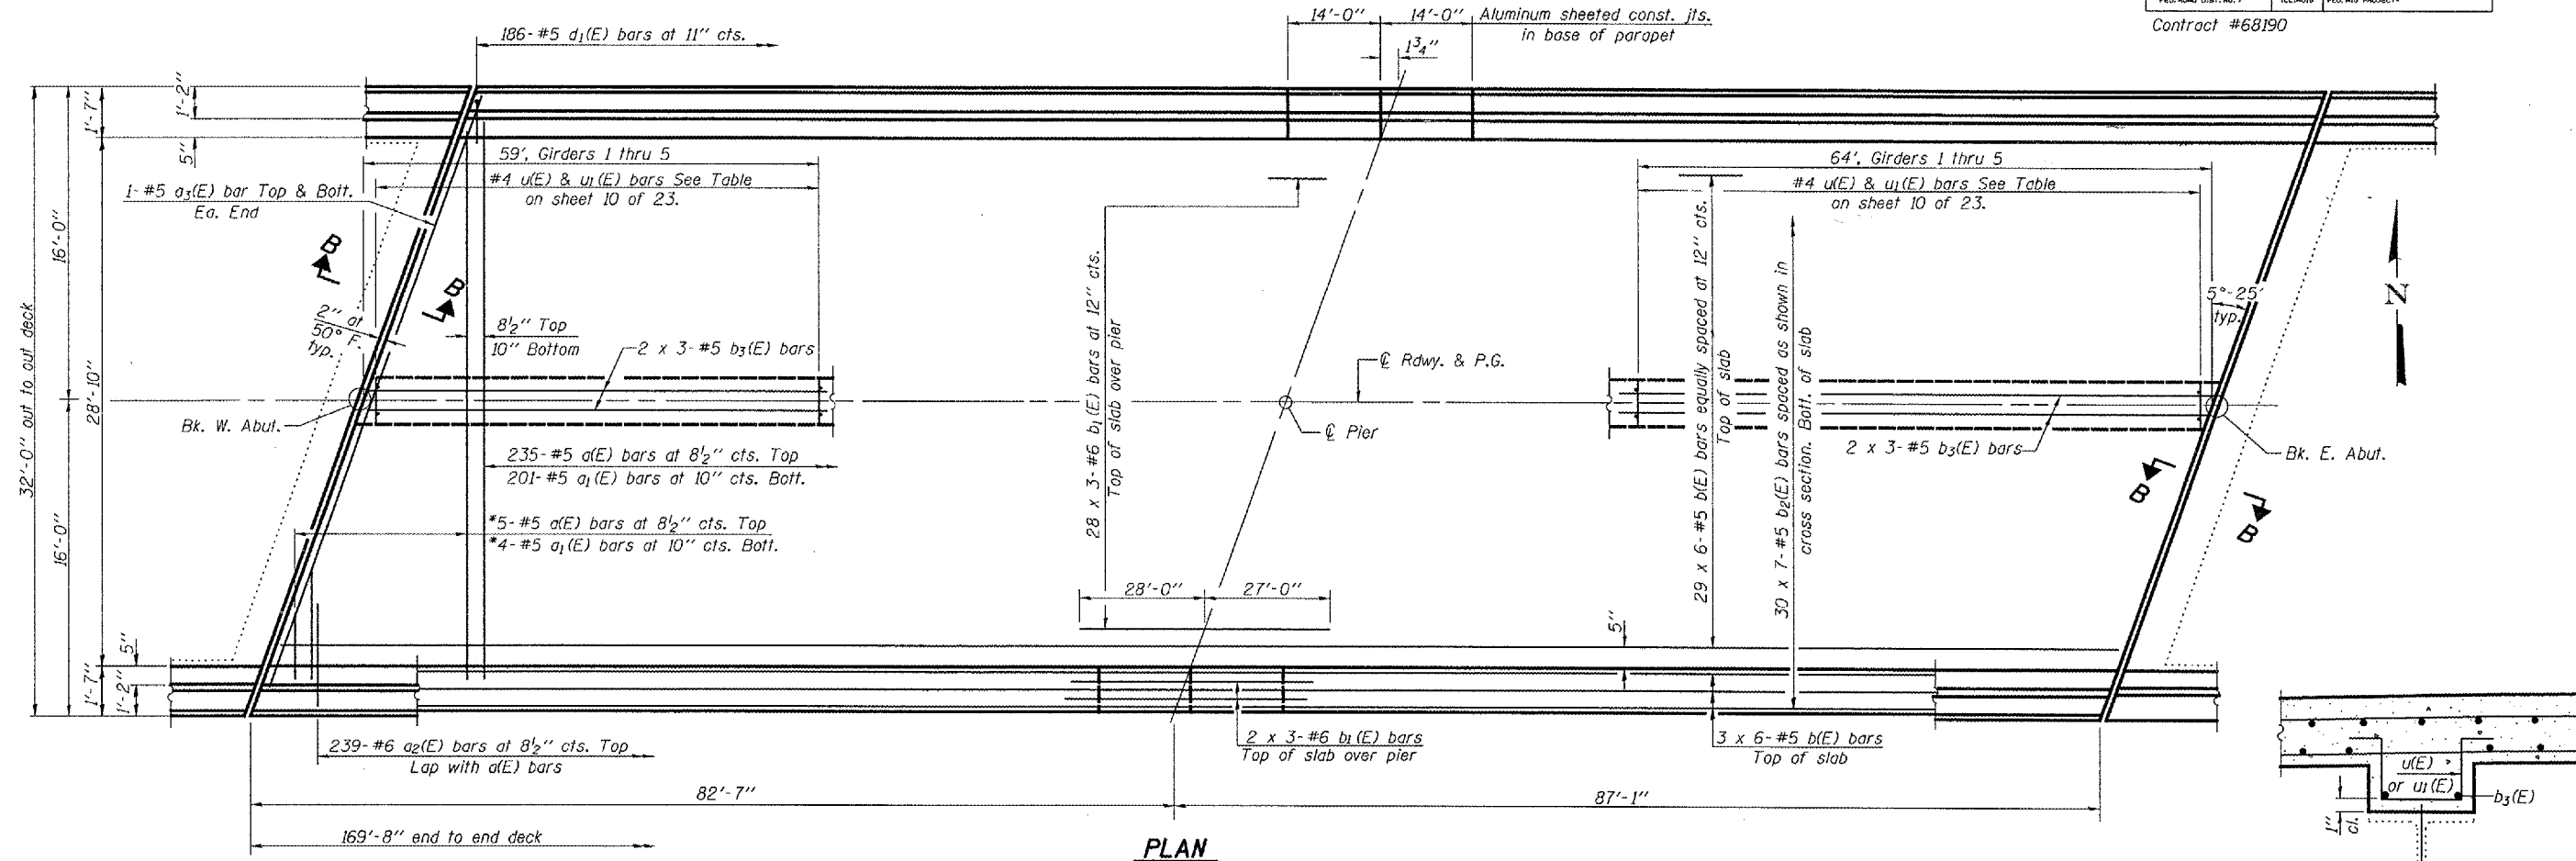 ILLINOIS
Contract #68190
186-#5 d1(E) bars at 11" cts.
14'-0"
14'-0"
Aluminum sheeted const. jts.
in base of parapet
1 3/4"
1'-7"
1'-2"
5"
59', Girders 1 thru 5
#4 u(E) & u1(E) bars See Table
on sheet 10 of 23.
64', Girders 1 thru 5
#4 u(E) & u1(E) bars See Table
on sheet 10 of 23.
1-#5 a3(E) bar Top & Bott.
Ea. End
32'-0" out to out deck
16'-0"
28'-10"
16'-0"
B
B
2" at
50° F.
typ.
8 1/2" Top
10" Bottom
2 x 3-#5 b3(E) bars
28 x 3-#6 b1(E) bars at 12" cts.
Top of slab over pier
℄ Rdwy. & P.G.
℄ Pier
29 x 6-#5 b(E) bars equally spaced at 12" cts.
Top of slab
30 x 7-#5 b2(E) bars spaced as shown in
cross section. Bott. of slab
5°-25'
typ.
N
Bk. W. Abut.
2 x 3-#5 b3(E) bars
Bk. E. Abut.
235-#5 a(E) bars at 8 1/2" cts. Top
201-#5 a1(E) bars at 10" cts. Bott.
B
B
*5-#5 a(E) bars at 8 1/2" cts. Top
*4-#5 a1(E) bars at 10" cts. Bott.
28'-0"
27'-0"
5"
5"
1'-7"
1'-2"
239-#6 a2(E) bars at 8 1/2" cts. Top
Lap with a(E) bars
2 x 3-#6 b1(E) bars
Top of slab over pier
3 x 6-#5 b(E) bars
Top of slab
82'-7"
87'-1"
169'-8" end to end deck
PLAN
u(E)
or u1(E)
b3(E)
1"
cl.